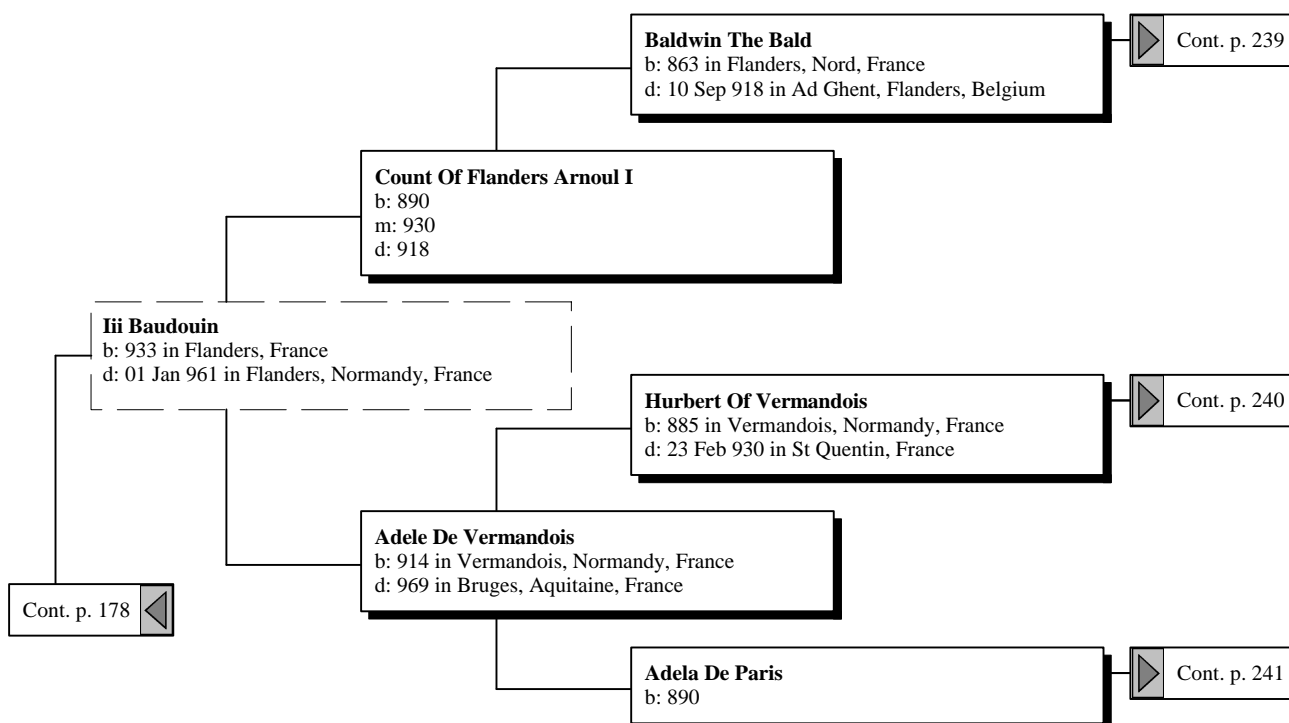 Baldwin The Bald
b: 863 in Flanders, Nord, France
d: 10 Sep 918 in Ad Ghent, Flanders, Belgium
Cont. p. 239
Count Of Flanders Arnoul I
b: 890
m: 930
d: 918
Iii Baudouin
b: 933 in Flanders, France
d: 01 Jan 961 in Flanders, Normandy, France
Hurbert Of Vermandois
b: 885 in Vermandois, Normandy, France
d: 23 Feb 930 in St Quentin, France
Cont. p. 240
Adele De Vermandois
b: 914 in Vermandois, Normandy, France
d: 969 in Bruges, Aquitaine, France
Cont. p. 178
Adela De Paris
b: 890
Cont. p. 241